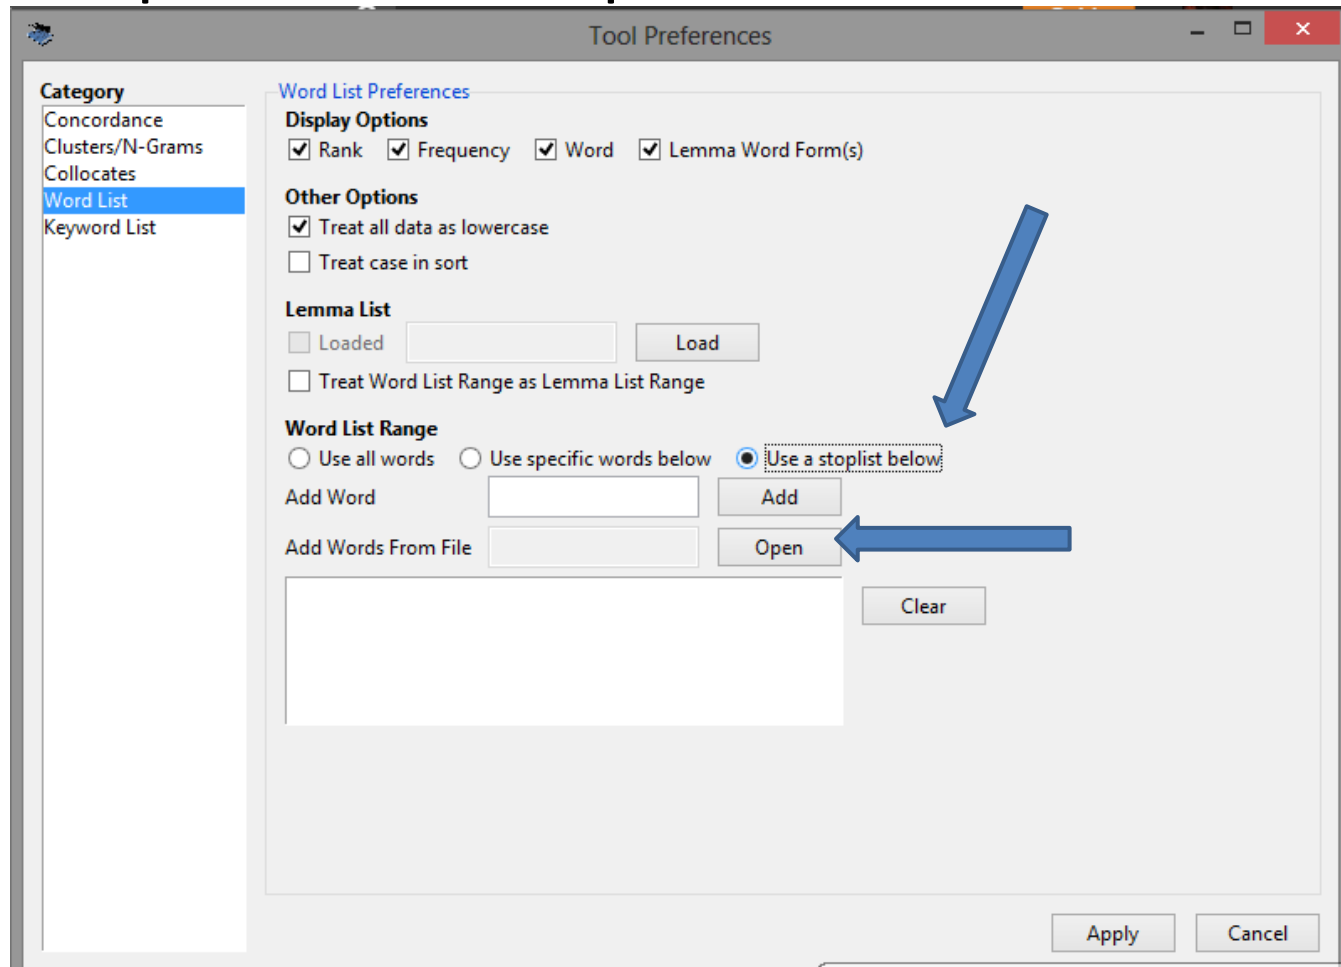 Tool Preferences
Category
Concordance
Clusters/N-Grams
Collocates
Word List
Keyword List
Word List Preferences
Display Options
Rank Frequency Word Lemma Word Form(s)
Other Options
Treat all data as lowercase
Treat case in sort
Lemma List
Loaded Load
Treat Word List Range as Lemma List Range
Word List Range
Use all words Use specific words below Use a stoplist below
Add Word Add
Add Words From File Open
Clear
Apply Cancel